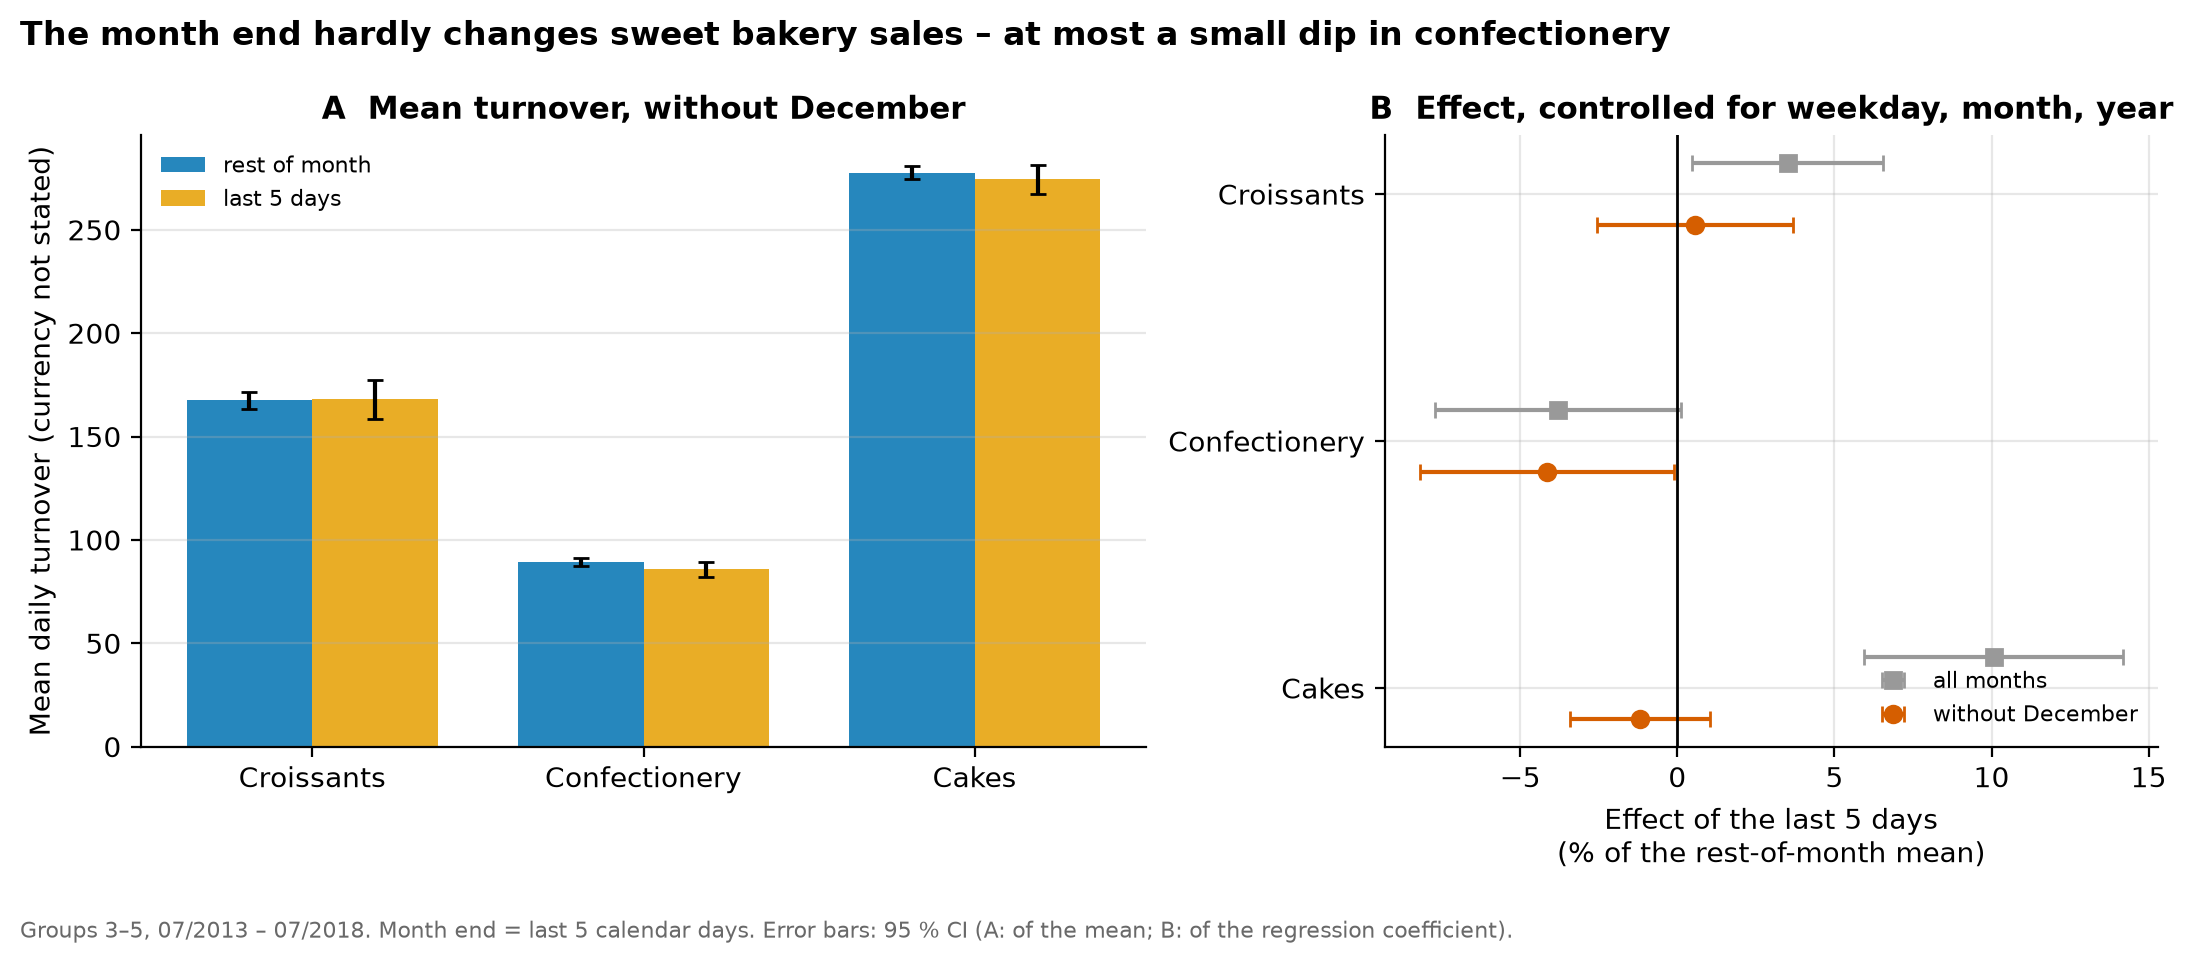 The month end hardly changes sweet bakery sales – at most a small dip in confectionery
A  Mean turnover, without December
Mean daily turnover (currency not stated)
250
200
150
100
50
0
rest of month
last 5 days
Croissants
Confectionery
Cakes
B  Effect, controlled for weekday, month, year
Croissants
Confectionery
Cakes
all months
without December
−5
0
5
10
15
Effect of the last 5 days
(% of the rest-of-month mean)
Groups 3–5, 07/2013 – 07/2018. Month end = last 5 calendar days. Error bars: 95 % CI (A: of the mean; B: of the regression coefficient).